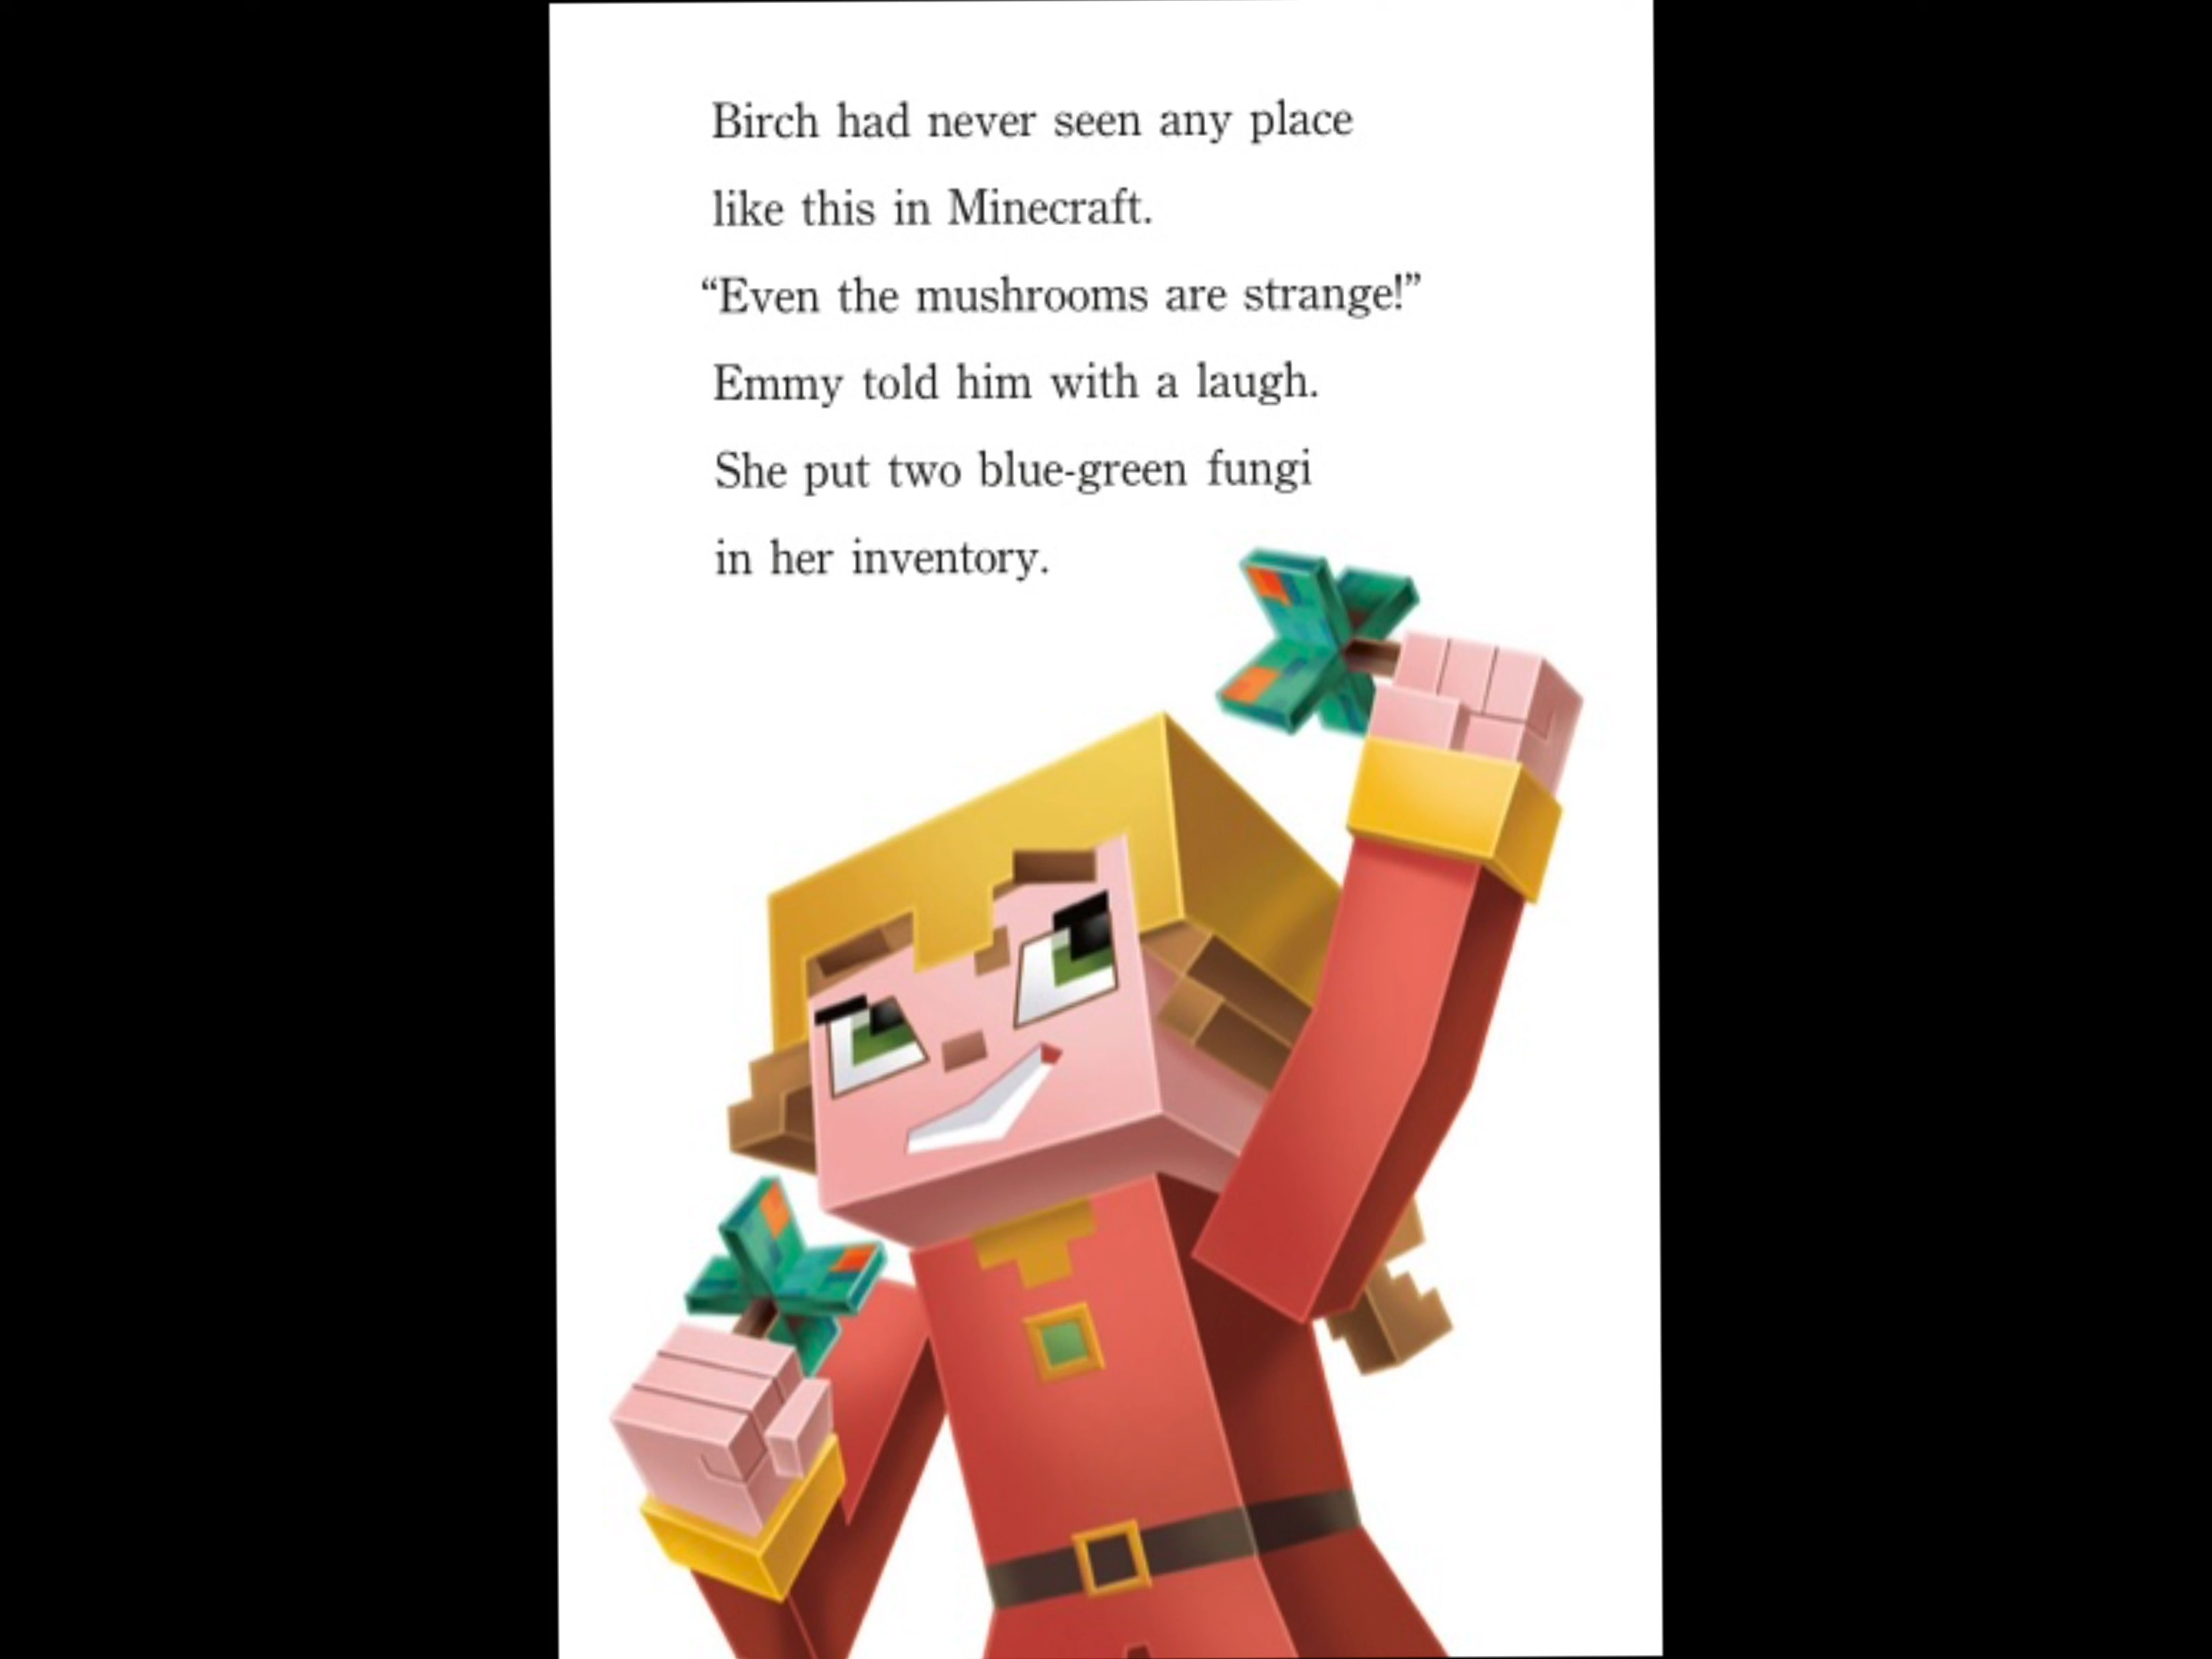 Birch had never seen any place
like this in Minecraft.
“Even the mushrooms are strange!”
Emmy told him with a laugh.
She put two blue-green fungi
in her inventory.